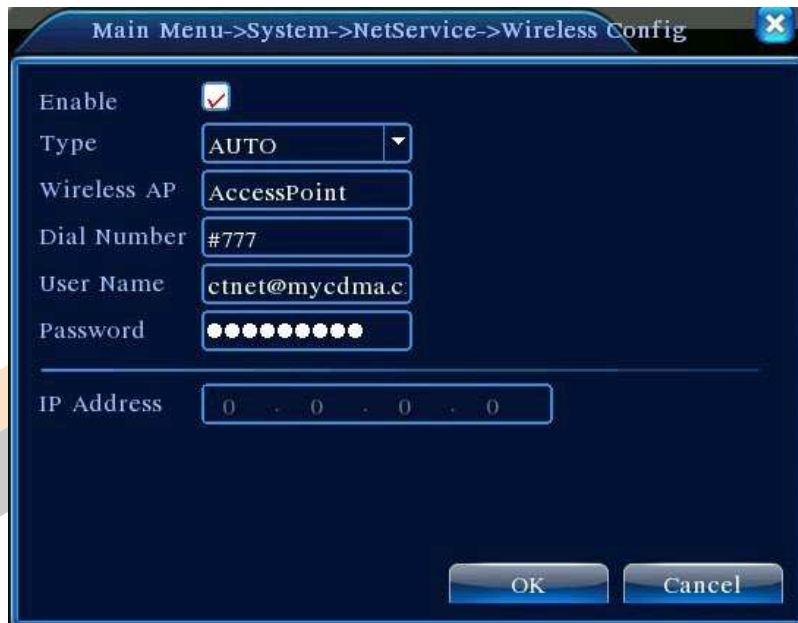 Main Menu->System->NetService->Wireless Config
Enable
Type AUTO
Wireless AP AccessPoint
Dial Number #777
User Name ctnet@mycdma.c
Password ●●●●●●●●●
IP Address 0 . 0 . 0 . 0
OK Cancel